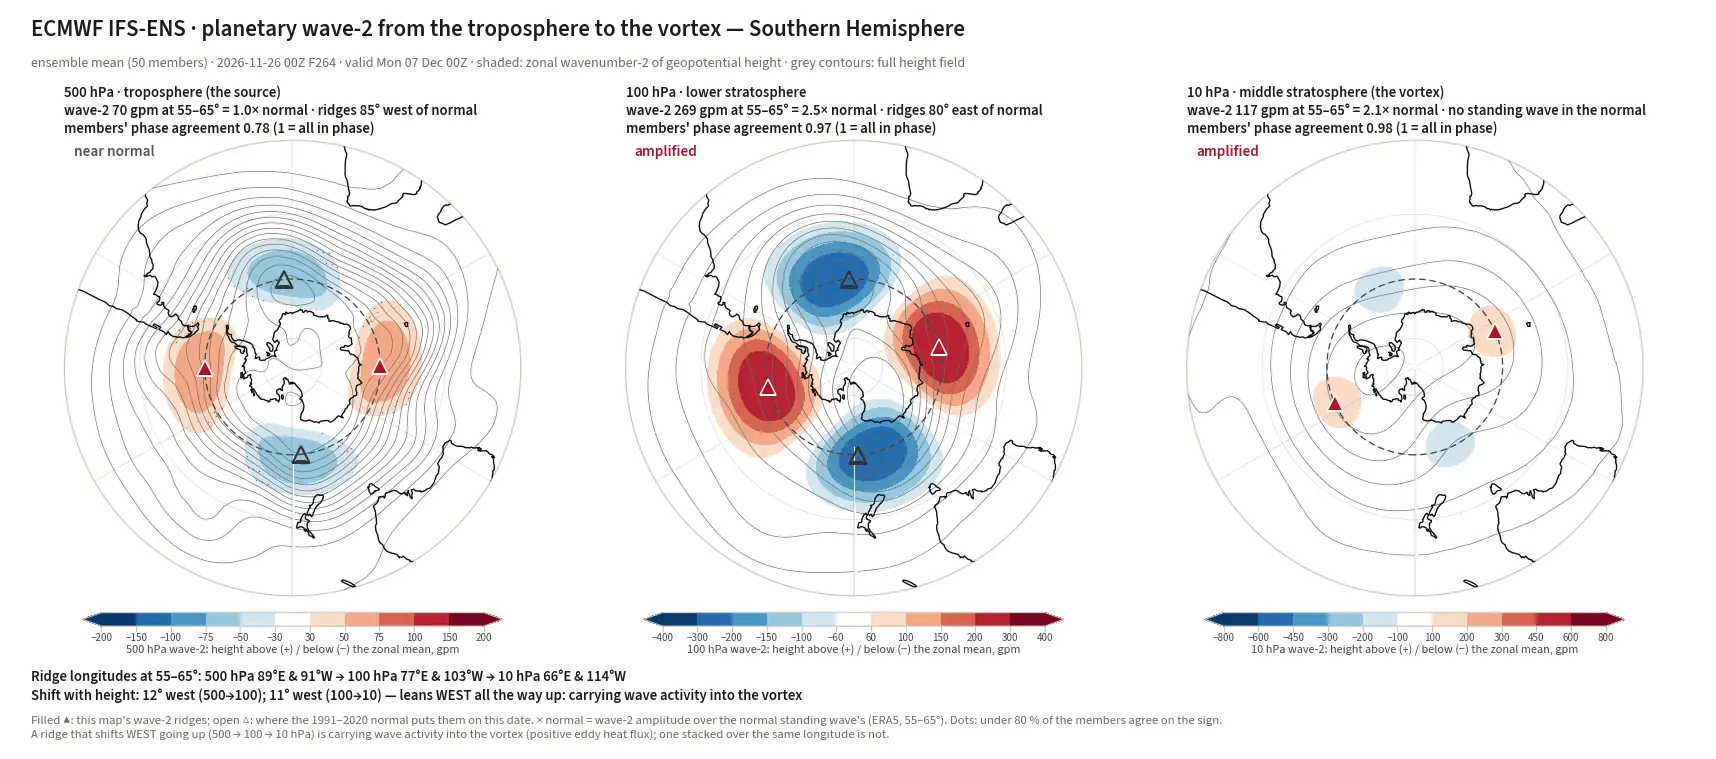 ECMWF IFS-ENS · planetary wave-2 from the troposphere to the vortex — Southern Hemisphere
ensemble mean (50 members) · 2026-11-26 00Z F264 · valid Mon 07 Dec 00Z · shaded: zonal wavenumber-2 of geopotential height · grey contours: full height field
500 hPa · troposphere (the source)
wave-2 70 gpm at 55–65° = 1.0× normal · ridges 85° west of normal
members' phase agreement 0.78 (1 = all in phase)
near normal
100 hPa · lower stratosphere
wave-2 269 gpm at 55–65° = 2.5× normal · ridges 80° east of normal
members' phase agreement 0.97 (1 = all in phase)
amplified
10 hPa · middle stratosphere (the vortex)
wave-2 117 gpm at 55–65° = 2.1× normal · no standing wave in the normal
members' phase agreement 0.98 (1 = all in phase)
amplified
−200 −150 −100 −75 −50 −30 30 50 75 100 150 200
500 hPa wave-2: height above (+) / below (−) the zonal mean, gpm
−400 −300 −200 −150 −100 −60 60 100 150 200 300 400
100 hPa wave-2: height above (+) / below (−) the zonal mean, gpm
−800 −600 −450 −300 −200 −100 100 200 300 450 600 800
10 hPa wave-2: height above (+) / below (−) the zonal mean, gpm
Ridge longitudes at 55–65°: 500 hPa 89°E & 91°W → 100 hPa 77°E & 103°W → 10 hPa 66°E & 114°W
Shift with height: 12° west (500→100); 11° west (100→10) — leans WEST all the way up: carrying wave activity into the vortex
Filled ▲: this map's wave-2 ridges; open △: where the 1991–2020 normal puts them on this date. × normal = wave-2 amplitude over the normal standing wave's (ERA5, 55–65°). Dots: under 80 % of the members agree on the sign.
A ridge that shifts WEST going up (500 → 100 → 10 hPa) is carrying wave activity into the vortex (positive eddy heat flux); one stacked over the same longitude is not.